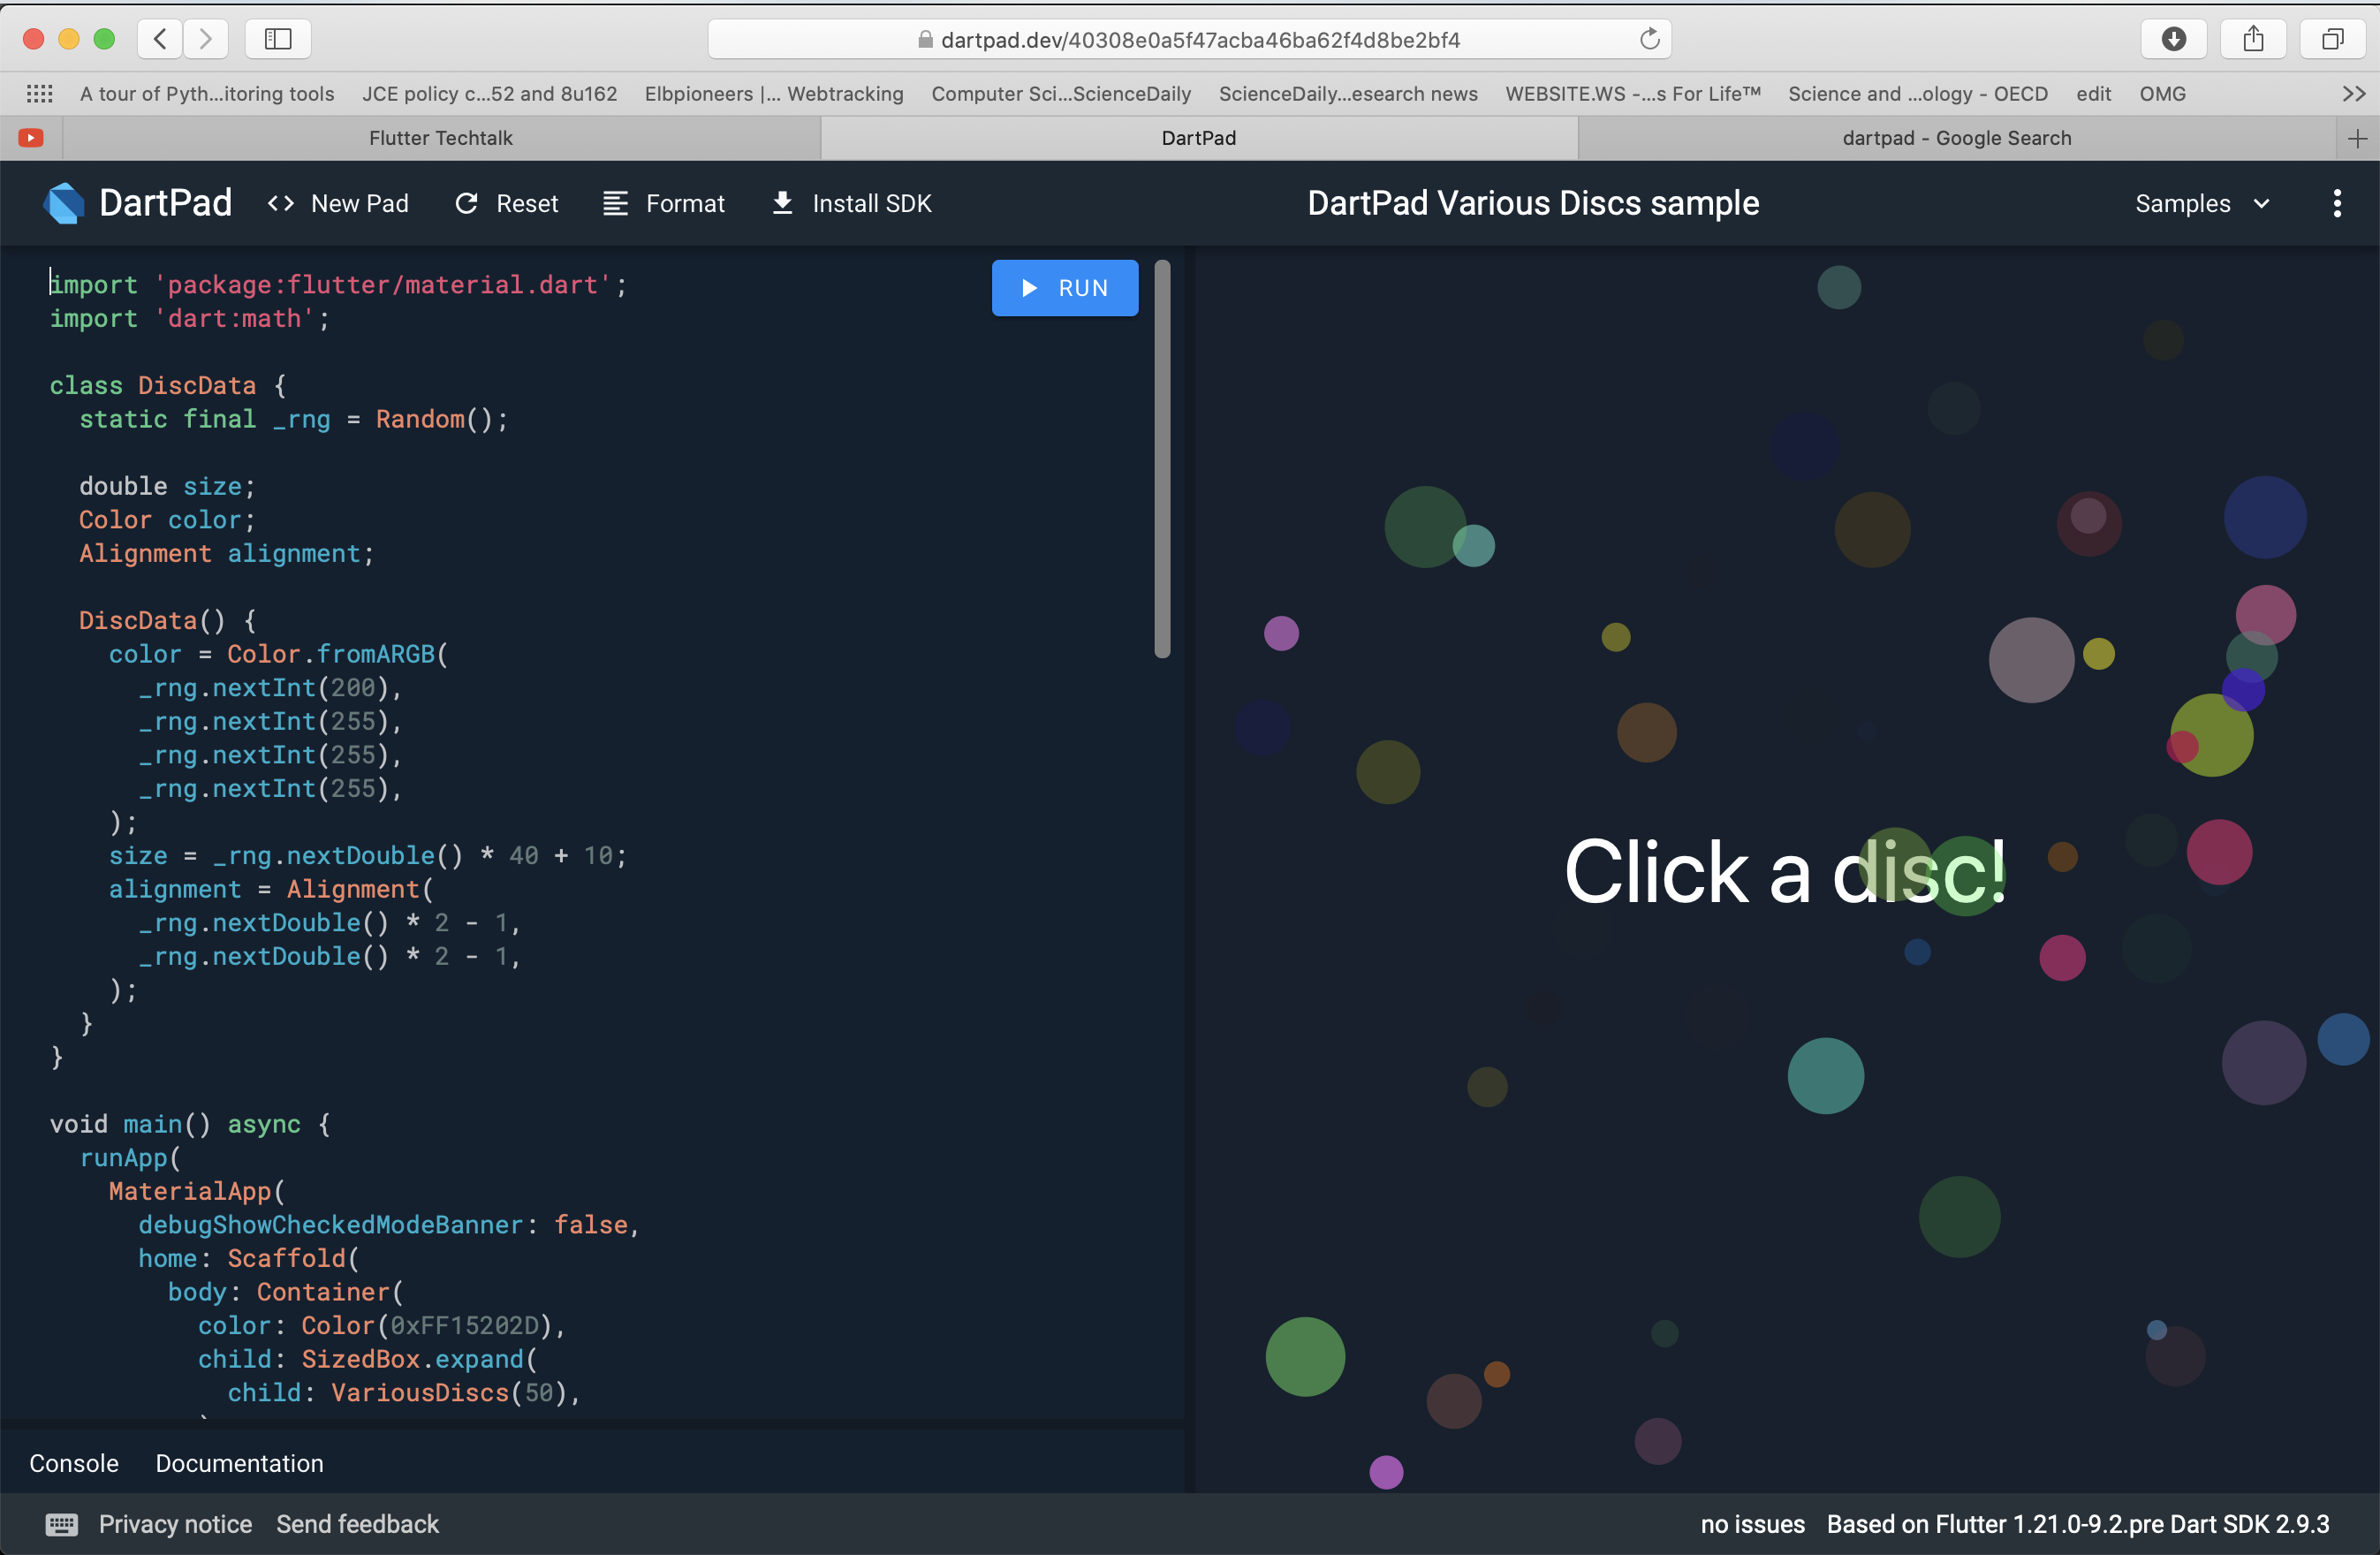 dartpad.dev/40308e0a5f47acba46ba62f4d8be2bf4
A tour of Pyth...itoring tools JCE policy c...52 and 8u162 Elbpioneers |... Webtracking Computer Sci...ScienceDaily ScienceDaily...esearch news WEBSITE.WS -...s For Life™ Science and ...ology - OECD edit OMG
Flutter Techtalk DartPad dartpad - Google Search
DartPad <> New Pad Reset Format Install SDK DartPad Various Discs sample Samples
import 'package:flutter/material.dart';
RUN
import 'dart:math';
class DiscData {
  static final _rng = Random();
  double size;
  Color color;
  Alignment alignment;
  DiscData() {
    color = Color.fromARGB(
      _rng.nextInt(200),
      _rng.nextInt(255),
      _rng.nextInt(255),
      _rng.nextInt(255),
    );
    size = _rng.nextDouble() * 40 + 10;
    alignment = Alignment(
      _rng.nextDouble() * 2 - 1,
      _rng.nextDouble() * 2 - 1,
    );
  }
}
void main() async {
  runApp(
    MaterialApp(
      debugShowCheckedModeBanner: false,
      home: Scaffold(
        body: Container(
          color: Color(0xFF15202D),
          child: SizedBox.expand(
            child: VariousDiscs(50),
Click a disc!
Console Documentation
Privacy notice Send feedback no issues Based on Flutter 1.21.0-9.2.pre Dart SDK 2.9.3